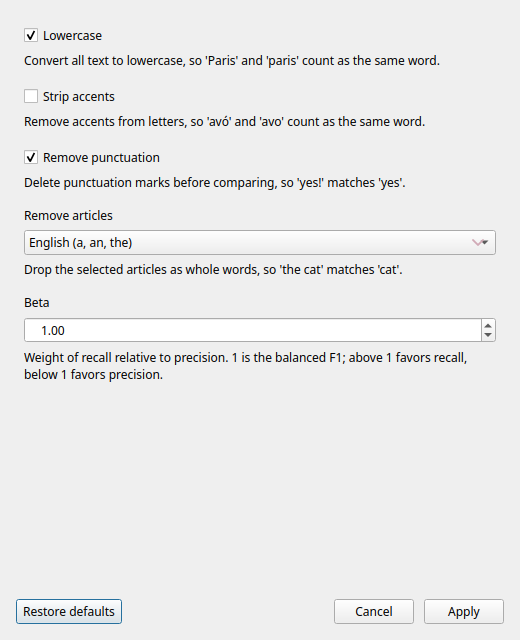 Lowercase
Convert all text to lowercase, so 'Paris' and 'paris' count as the same word.
Strip accents
Remove accents from letters, so 'avó' and 'avo' count as the same word.
Remove punctuation
Delete punctuation marks before comparing, so 'yes!' matches 'yes'.
Remove articles
English (a, an, the)
Drop the selected articles as whole words, so 'the cat' matches 'cat'.
Beta
1.00
Weight of recall relative to precision. 1 is the balanced F1; above 1 favors recall,
below 1 favors precision.
Restore defaults
Cancel
Apply